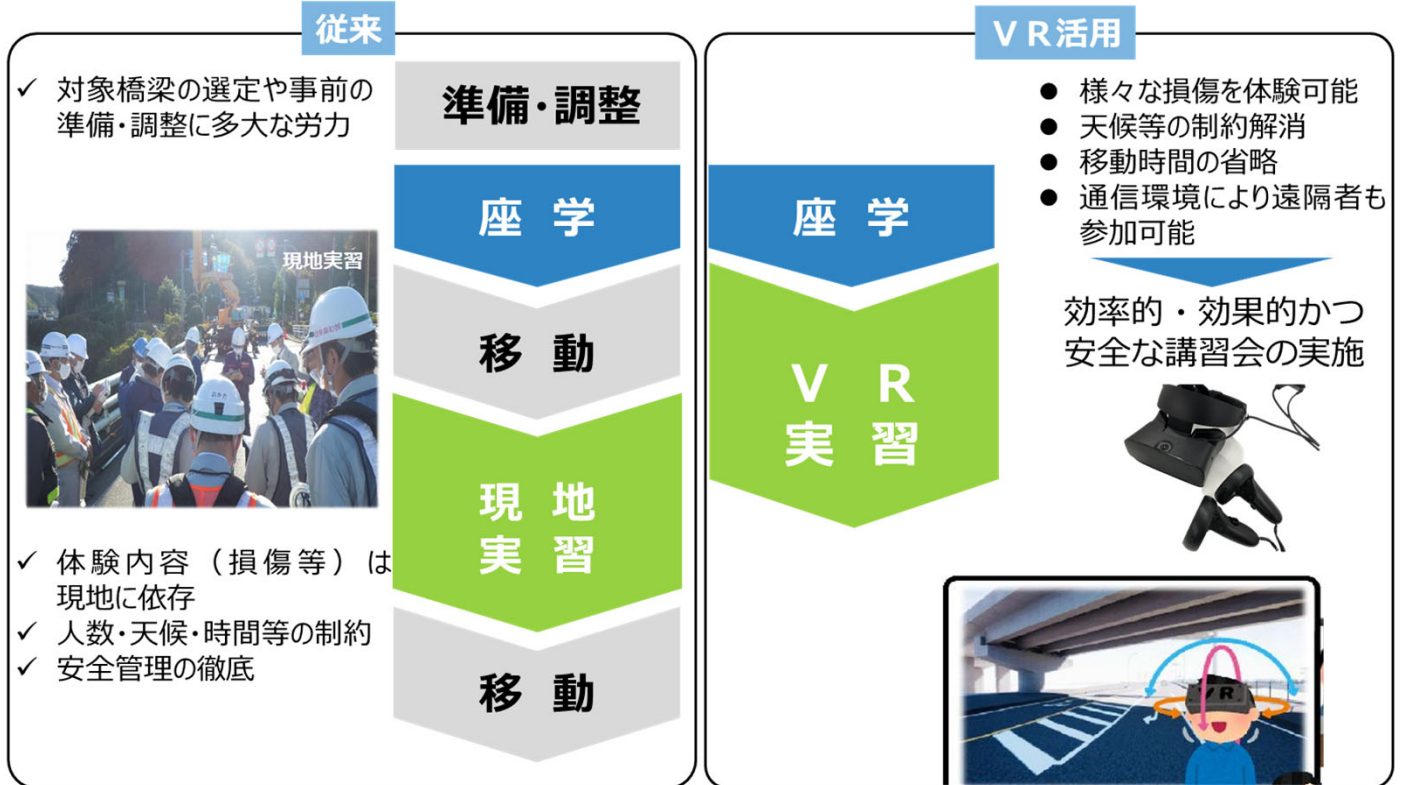 従来
✓ 対象橋梁の選定や事前の
準備・調整に多大な労力
準備・調整
座 学
移 動
現地実習
現 地
実 習
✓ 体験内容（損傷等）は
現地に依存
✓ 人数・天候・時間等の制約
✓ 安全管理の徹底
移 動
ＶＲ活用
● 様々な損傷を体験可能
● 天候等の制約解消
● 移動時間の省略
● 通信環境により遠隔者も
参加可能
座 学
Ｖ Ｒ
実 習
効率的・効果的かつ
安全な講習会の実施
VR